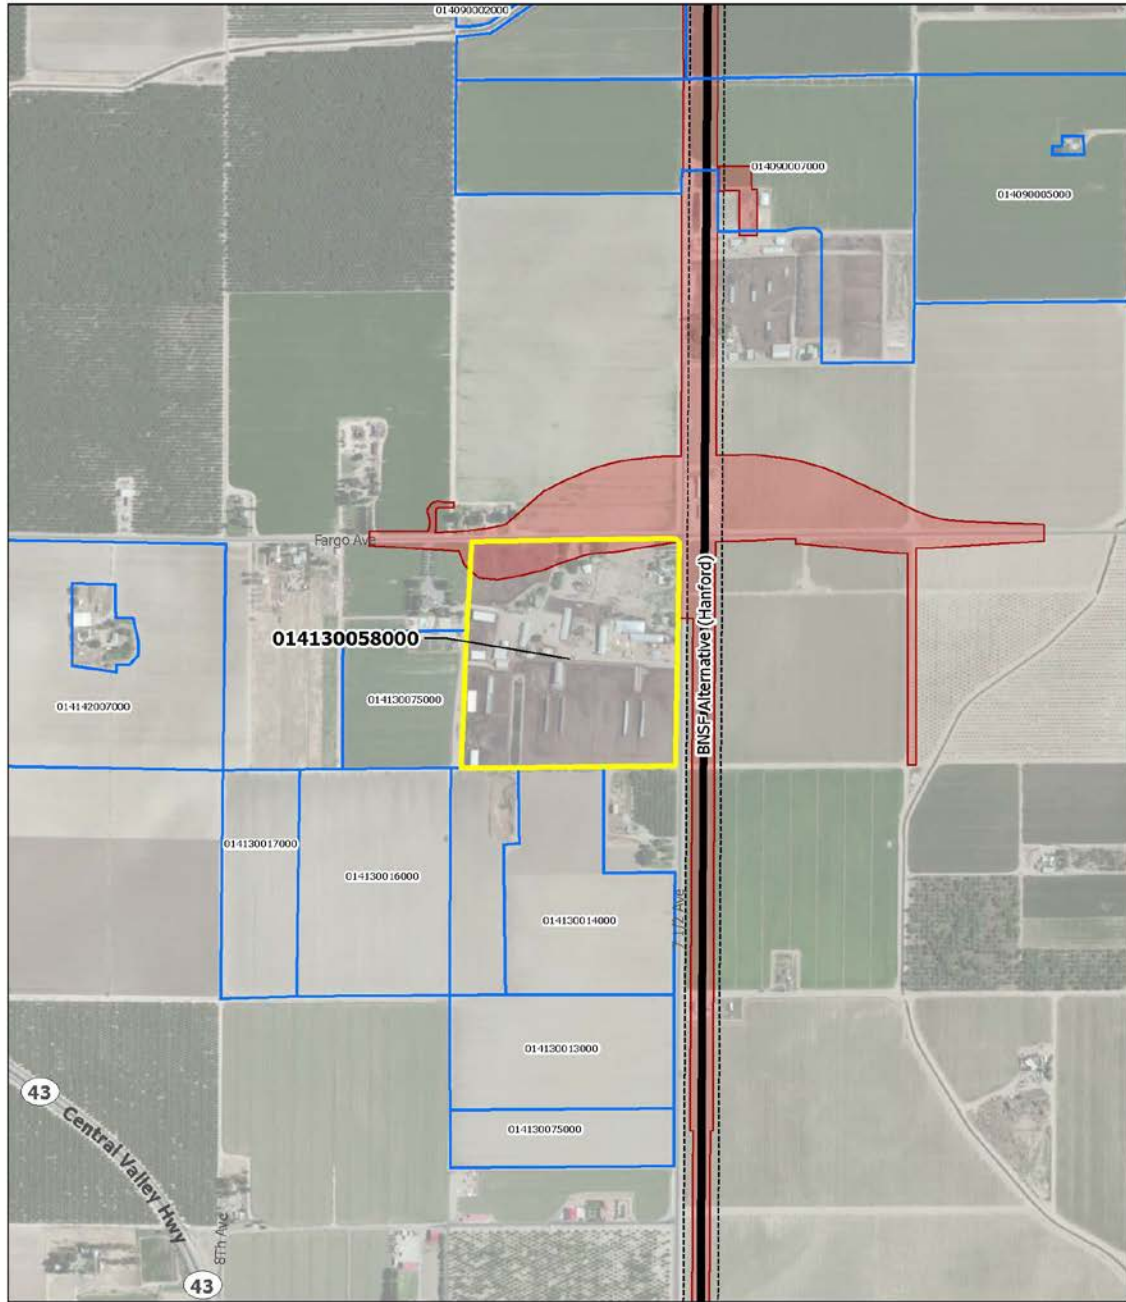 014090002000
014090007000
014090005000
Fargo Ave
014130058000
BNSF Alternative (Hanford)
014142007000
014130075000
014130017000
014130016000
014130014000
7 1/2 Ave
014130013000
014130075000
43
Central Valley Hwy
8Th Ave
43